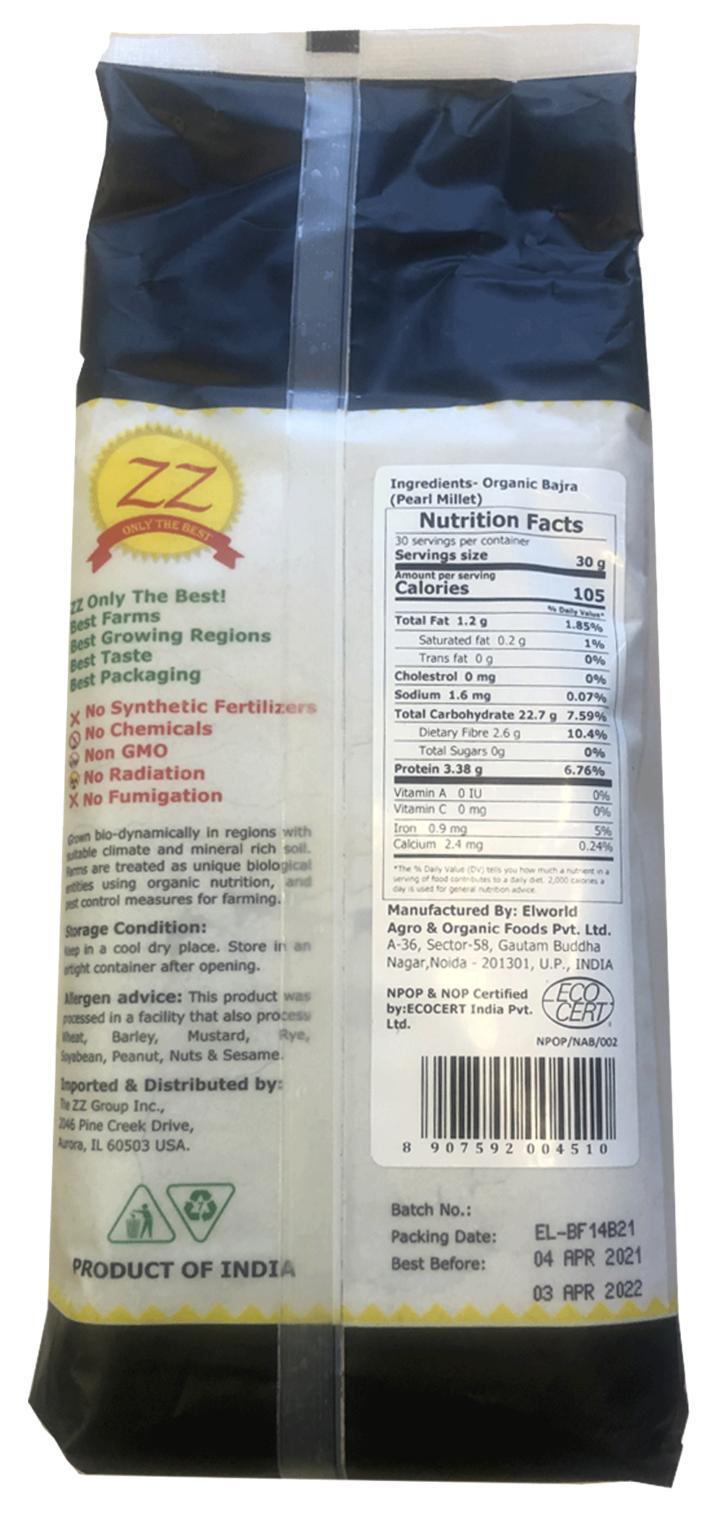 ZZ
ONLY THE BEST
ZZ Only The Best!
Best Farms
Best Growing Regions
Best Taste
Best Packaging
No Synthetic Fertilizers
No Chemicals
Non GMO
No Radiation
No Fumigation
Grown bio-dynamically in regions with
suitable climate and mineral rich soil.
Farms are treated as unique biological
entities using organic nutrition, and
pest control measures for farming.
Storage Condition:
Keep in a cool dry place. Store in an
airtight container after opening.
Allergen advice: This product was
processed in a facility that also process
Wheat, Barley, Mustard, Rye,
Soyabean, Peanut, Nuts & Sesame.
Imported & Distributed by:
The ZZ Group Inc.,
2046 Pine Creek Drive,
Aurora, IL 60503 USA.
7
PRODUCT OF INDIA
Ingredients- Organic Bajra
(Pearl Millet)
Nutrition Facts
30 servings per container
Servings size 30 g
Amount per serving
Calories 105
% Daily Value*
Total Fat 1.2 g 1.85%
Saturated fat 0.2 g 1%
Trans fat 0 g 0%
Cholestrol 0 mg 0%
Sodium 1.6 mg 0.07%
Total Carbohydrate 22.7 g 7.59%
Dietary Fibre 2.6 g 10.4%
Total Sugars 0g 0%
Protein 3.38 g 6.76%
Vitamin A 0 IU 0%
Vitamin C 0 mg 0%
Iron 0.9 mg 5%
Calcium 2.4 mg 0.24%
*The % Daily Value (DV) tells you how much a nutrient in a
serving of food contributes to a daily diet. 2,000 calories a
day is used for general nutrition advice.
Manufactured By: Elworld
Agro & Organic Foods Pvt. Ltd.
A-36, Sector-58, Gautam Buddha
Nagar,Noida - 201301, U.P., INDIA
NPOP & NOP Certified
by:ECOCERT India Pvt.
Ltd.
ECO
CERT
NPOP/NAB/002
8 907592 004510
Batch No.: EL-BF14B21
Packing Date: 04 APR 2021
Best Before: 03 APR 2022